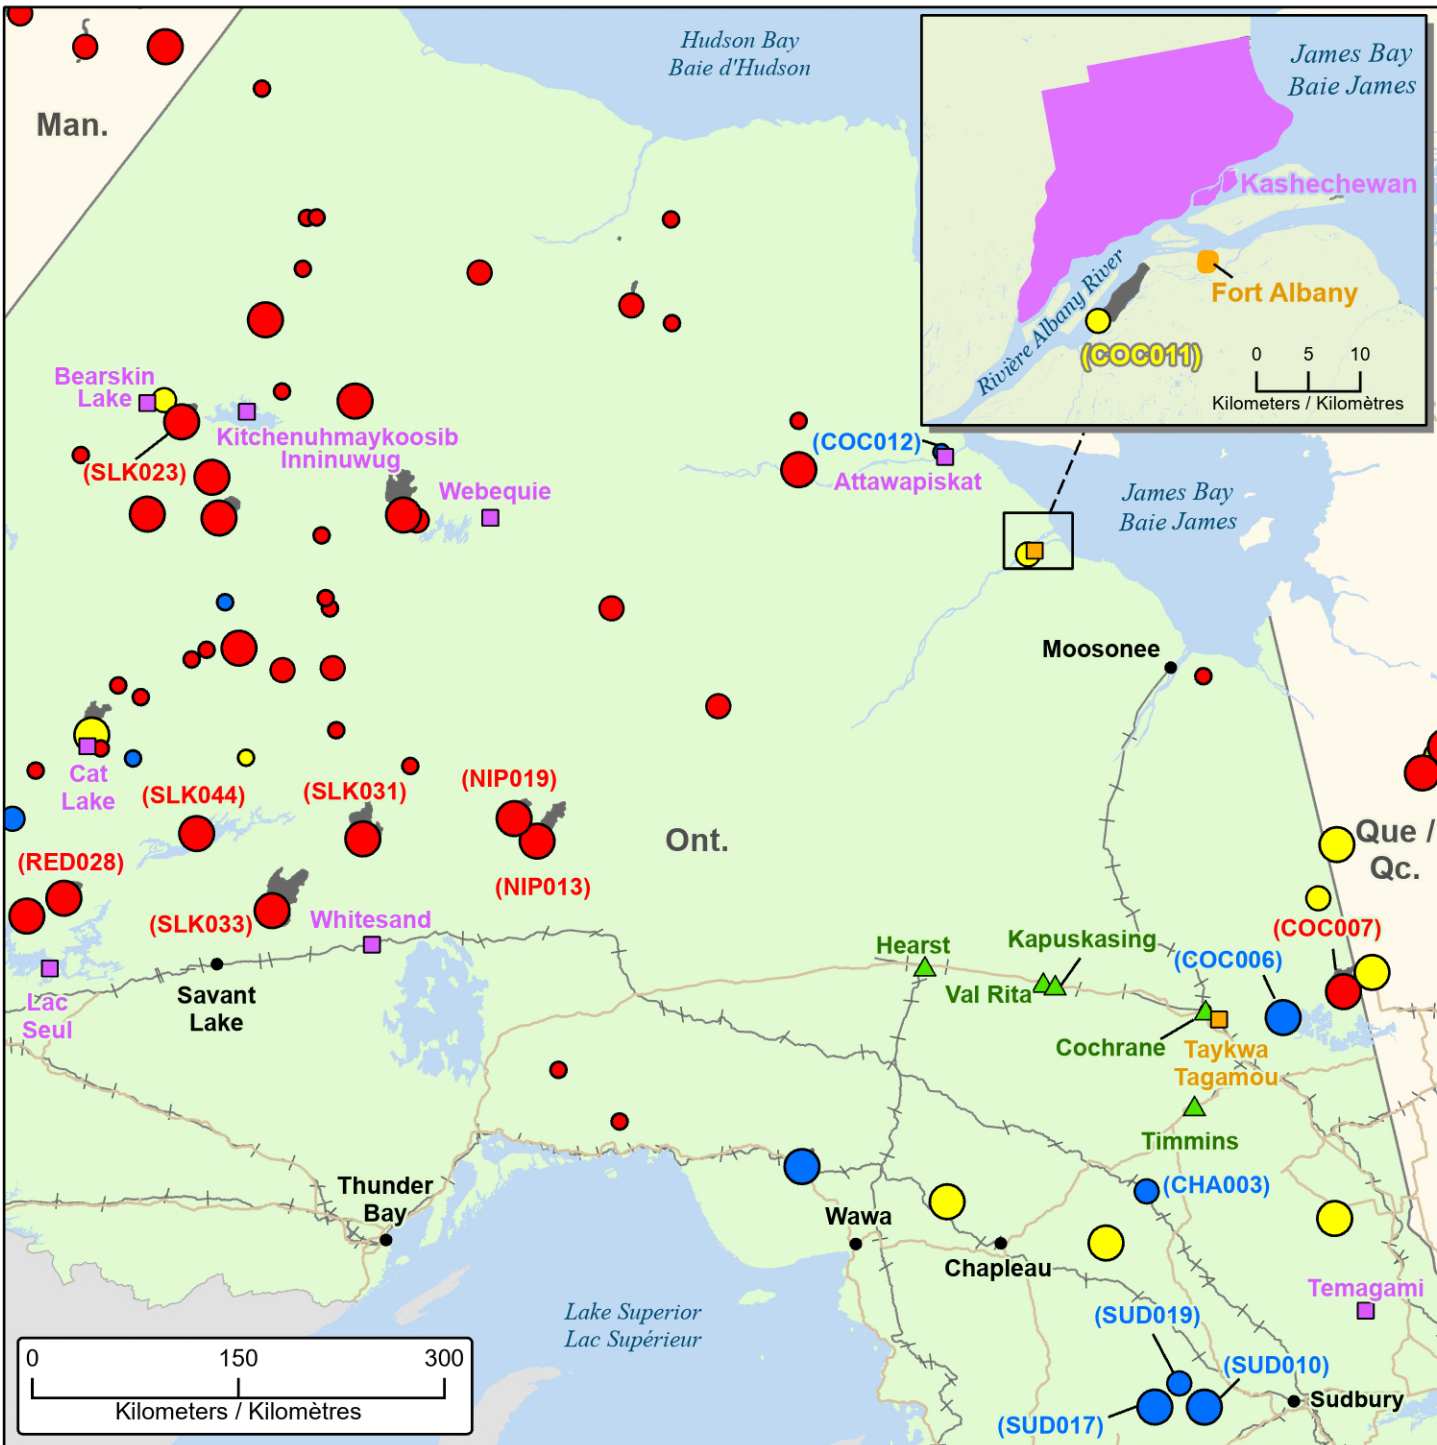 Hudson Bay
Baie d'Hudson
Man.
James Bay
Baie James
Kashechewan
Fort Albany
Rivière Albany River
(COC011)
0 5 10
Kilometers / Kilomètres
Bearskin
Lake
Kitchenuhmaykoosib
Inninuwug
(SLK023)
Webequie
(COC012)
Attawapiskat
James Bay
Baie James
Moosonee
Cat
Lake
(SLK044)
(SLK031)
(NIP019)
Ont.
Que /
Qc.
(RED028)
(NIP013)
(SLK033)
Whitesand
Hearst
Kapuskasing
(COC007)
(COC006)
Val Rita
Savant
Lake
Lac
Seul
Cochrane
Taykwa
Tagamou
Timmins
Thunder
Bay
(CHA003)
Wawa
Chapleau
Temagami
Lake Superior
Lac Supérieur
(SUD019)
(SUD010)
(SUD017)
Sudbury
0 150 300
Kilometers / Kilomètres